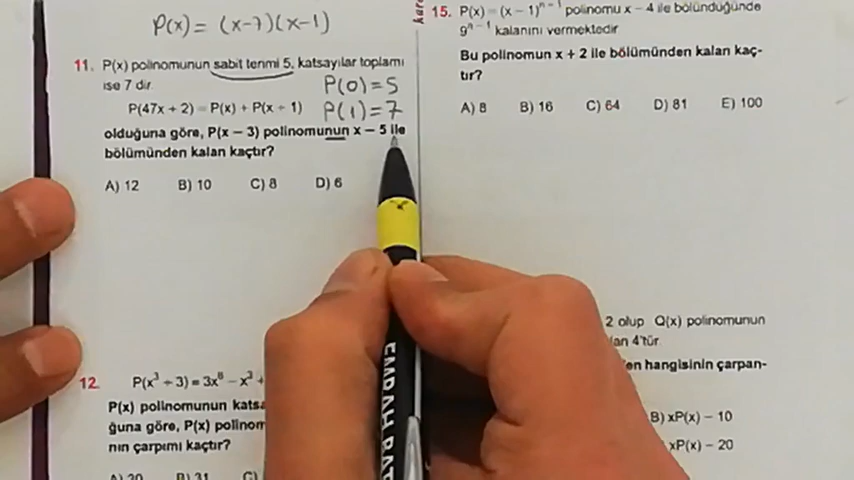 P(x) = (x-7)(x-1)
11. P(x) polinomunun sabit terimi 5, katsayılar toplamı
ise 7 dir.
P(0) = 5
P(47x + 2) = P(x) + P(x + 1)
P(1) = 7
olduğuna göre, P(x – 3) polinomunun x – 5 ile
bölümünden kalan kaçtır?
A) 12 B) 10 C) 8 D) 6
12. P(x³ + 3) = 3x⁶ – x³ +
P(x) polinomunun
ğuna göre, P(x)
nın çarpımı kaçtır?
A) 20 B) 31 C)
EMRAH
kare
15. P(x) = (x – 1)ⁿ⁻¹ polinomu x – 4 ile bölündüğünde
9ⁿ⁻¹ kalanını vermektedir
Bu polinomun x + 2 ile bölümünden kalan kaç-
tır?
A) 8 B) 16 C) 64 D) 81 E) 100
2 olup Q(x) polinomunun
4'tür
hangisinin çarpan-
B) xP(x) – 10
xP(x) – 20